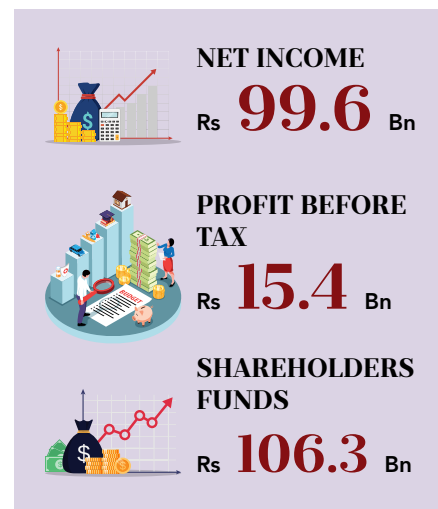 NET INCOME
Rs 99.6 Bn
PROFIT BEFORE
TAX
Rs 15.4 Bn
BUDGET
SHAREHOLDERS
FUNDS
Rs 106.3 Bn
$
$